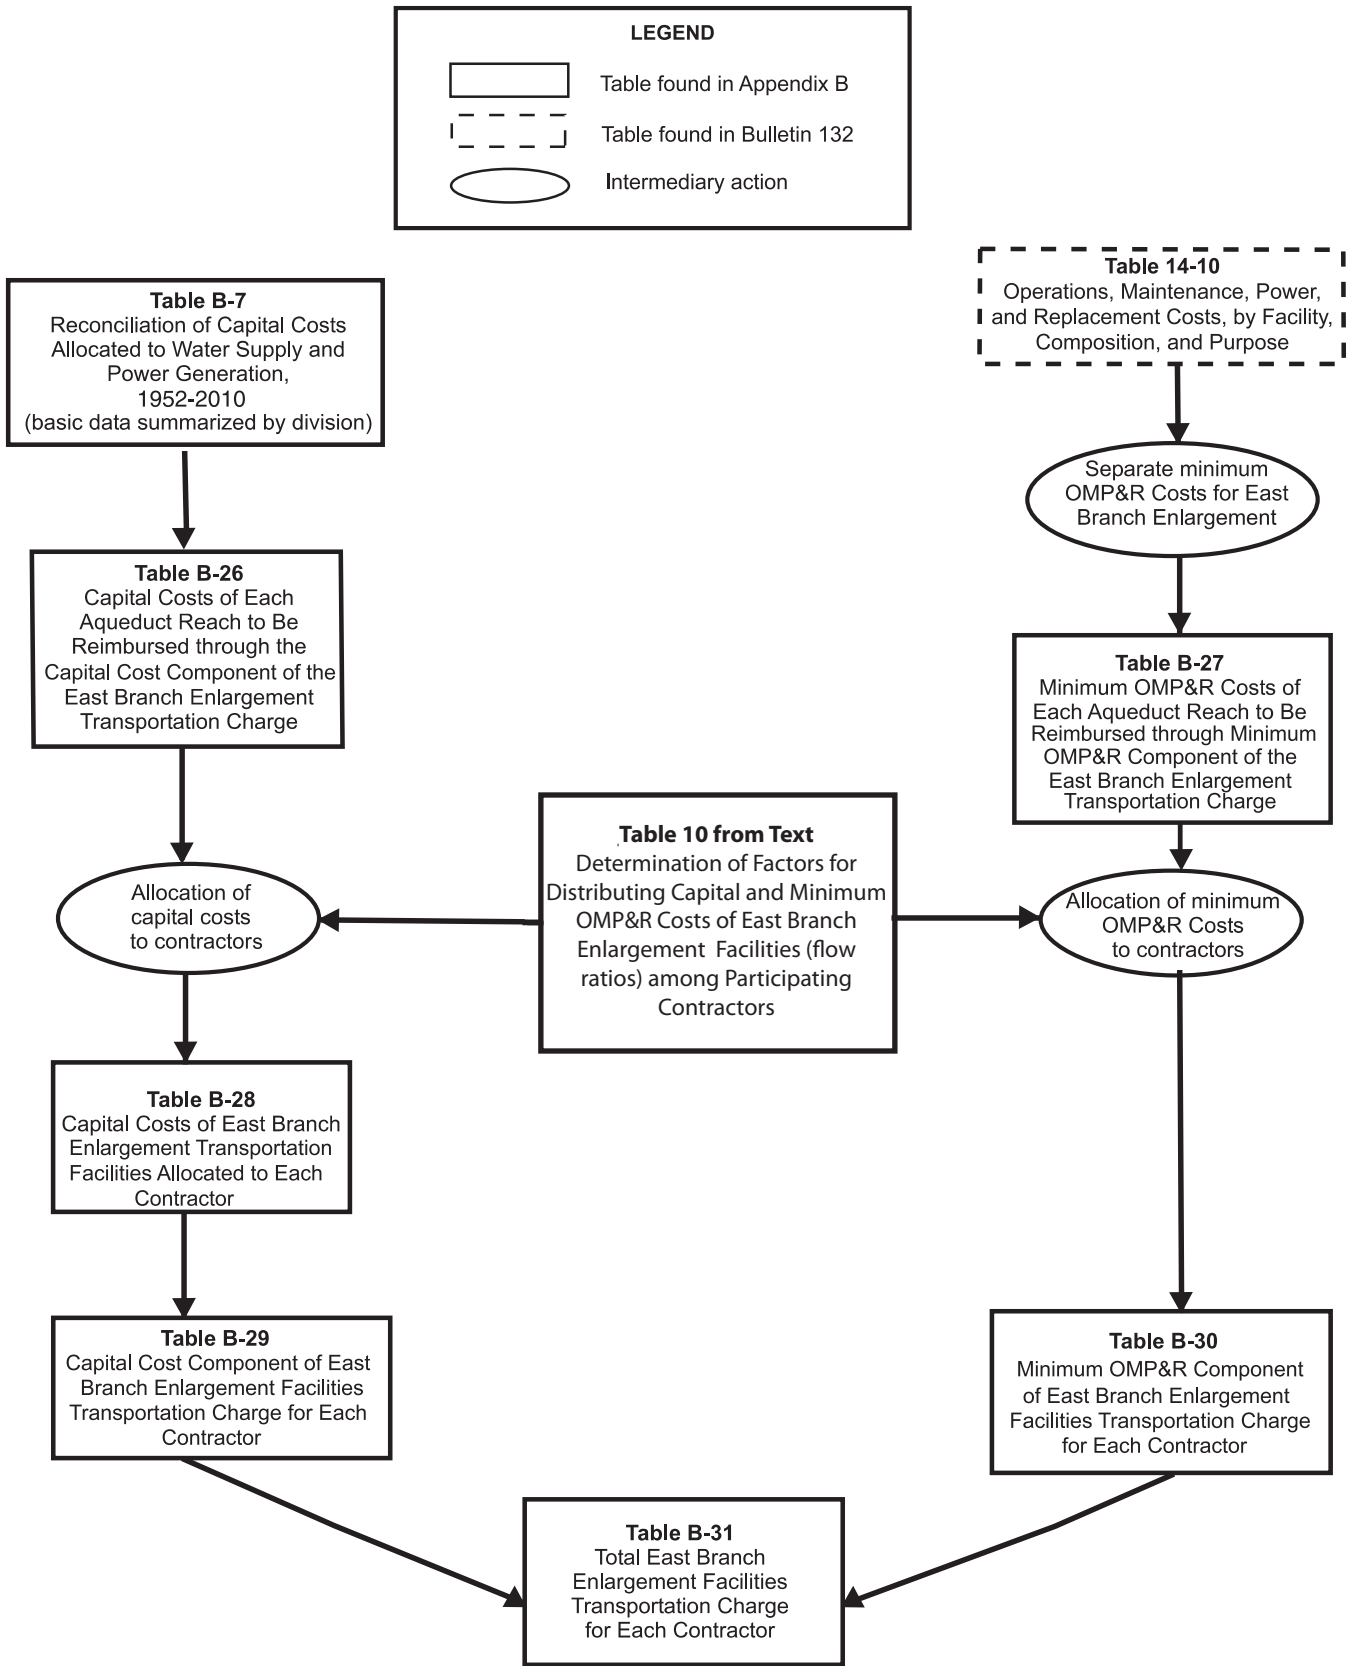 LEGEND
Table found in Appendix B
Table found in Bulletin 132
Intermediary action
Table B-7
Reconciliation of Capital Costs
Allocated to Water Supply and
Power Generation,
1952-2010
(basic data summarized by division)
Table 14-10
Operations, Maintenance, Power,
and Replacement Costs, by Facility,
Composition, and Purpose
Separate minimum
OMP&R Costs for East
Branch Enlargement
Table B-26
Capital Costs of Each
Aqueduct Reach to Be
Reimbursed through the
Capital Cost Component of the
East Branch Enlargement
Transportation Charge
Table B-27
Minimum OMP&R Costs of
Each Aqueduct Reach to Be
Reimbursed through Minimum
OMP&R Component of the
East Branch Enlargement
Transportation Charge
Table 10 from Text
Determination of Factors for
Distributing Capital and Minimum
OMP&R Costs of East Branch
Enlargement Facilities (flow
ratios) among Participating
Contractors
Allocation of
capital costs
to contractors
Allocation of minimum
OMP&R Costs
to contractors
Table B-28
Capital Costs of East Branch
Enlargement Transportation
Facilities Allocated to Each
Contractor
Table B-29
Capital Cost Component of East
Branch Enlargement Facilities
Transportation Charge for Each
Contractor
Table B-30
Minimum OMP&R Component
of East Branch Enlargement
Facilities Transportation Charge
for Each Contractor
Table B-31
Total East Branch
Enlargement Facilities
Transportation Charge
for Each Contractor